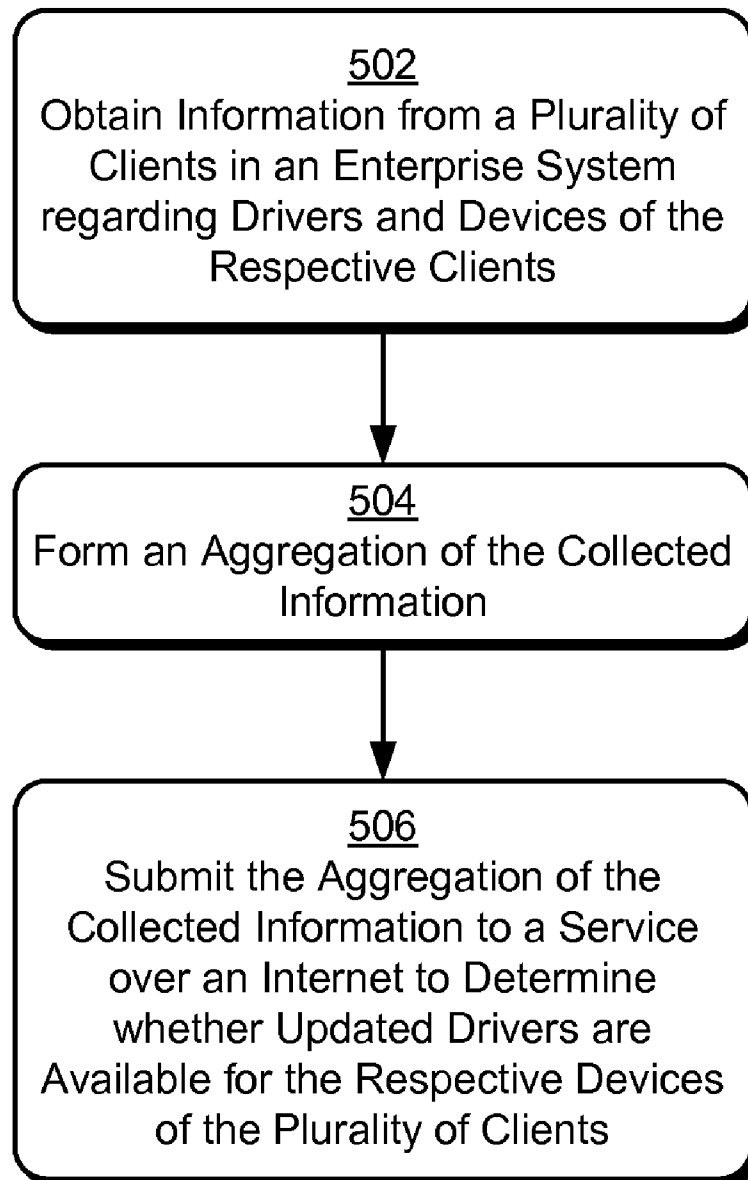 502
Obtain Information from a Plurality of
Clients in an Enterprise System
regarding Drivers and Devices of the
Respective Clients
504
Form an Aggregation of the Collected
Information
506
Submit the Aggregation of the
Collected Information to a Service
over an Internet to Determine
whether Updated Drivers are
Available for the Respective Devices
of the Plurality of Clients